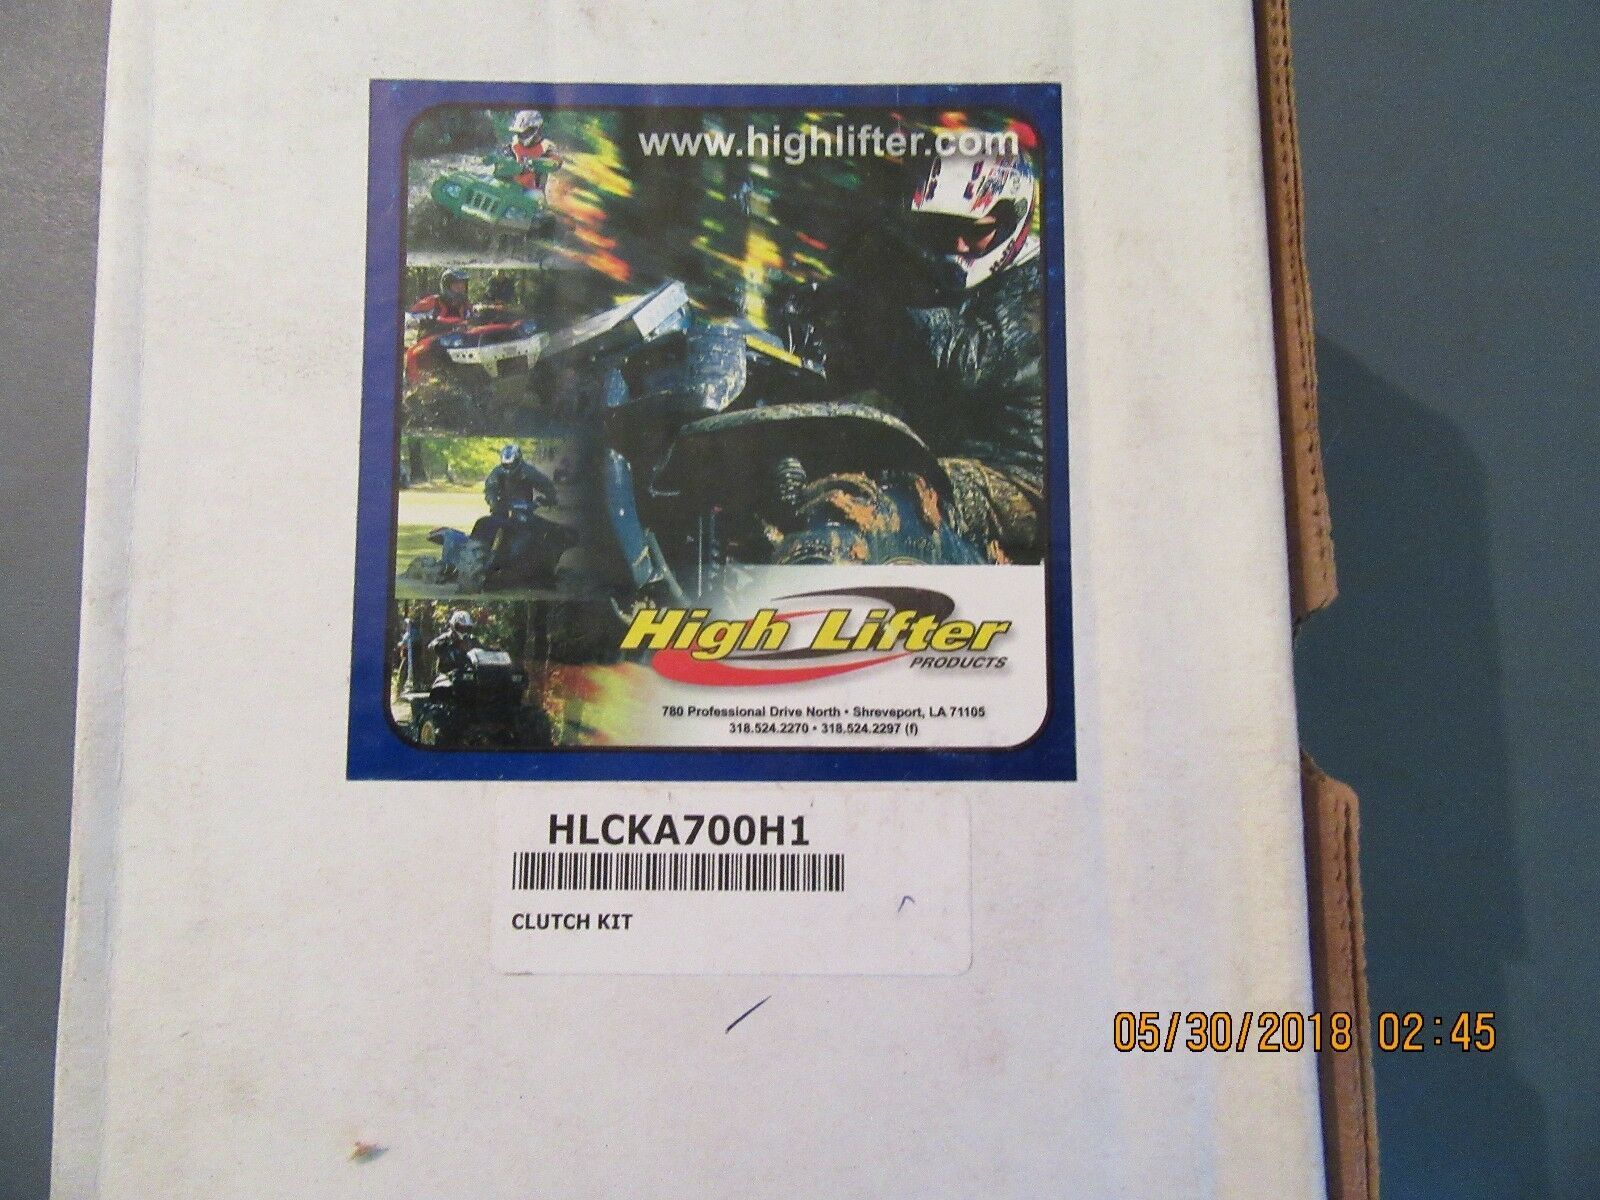 www.highlifter.com
High Lifter
PRODUCTS
780 Professional Drive North • Shreveport, LA 71105
318.524.2270 • 318.524.2297 (f)
HLCKA700H1
CLUTCH KIT
05/30/2018 02:45